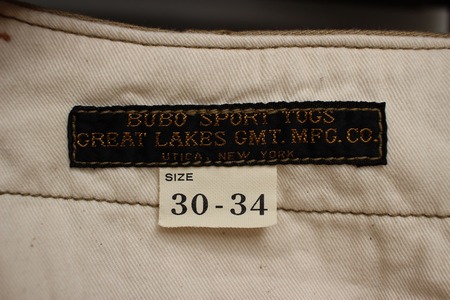 BUBO SPORT TOGS
GREAT LAKES GMT. MFG. CO.
UTICA, NEW YORK
SIZE
30-34